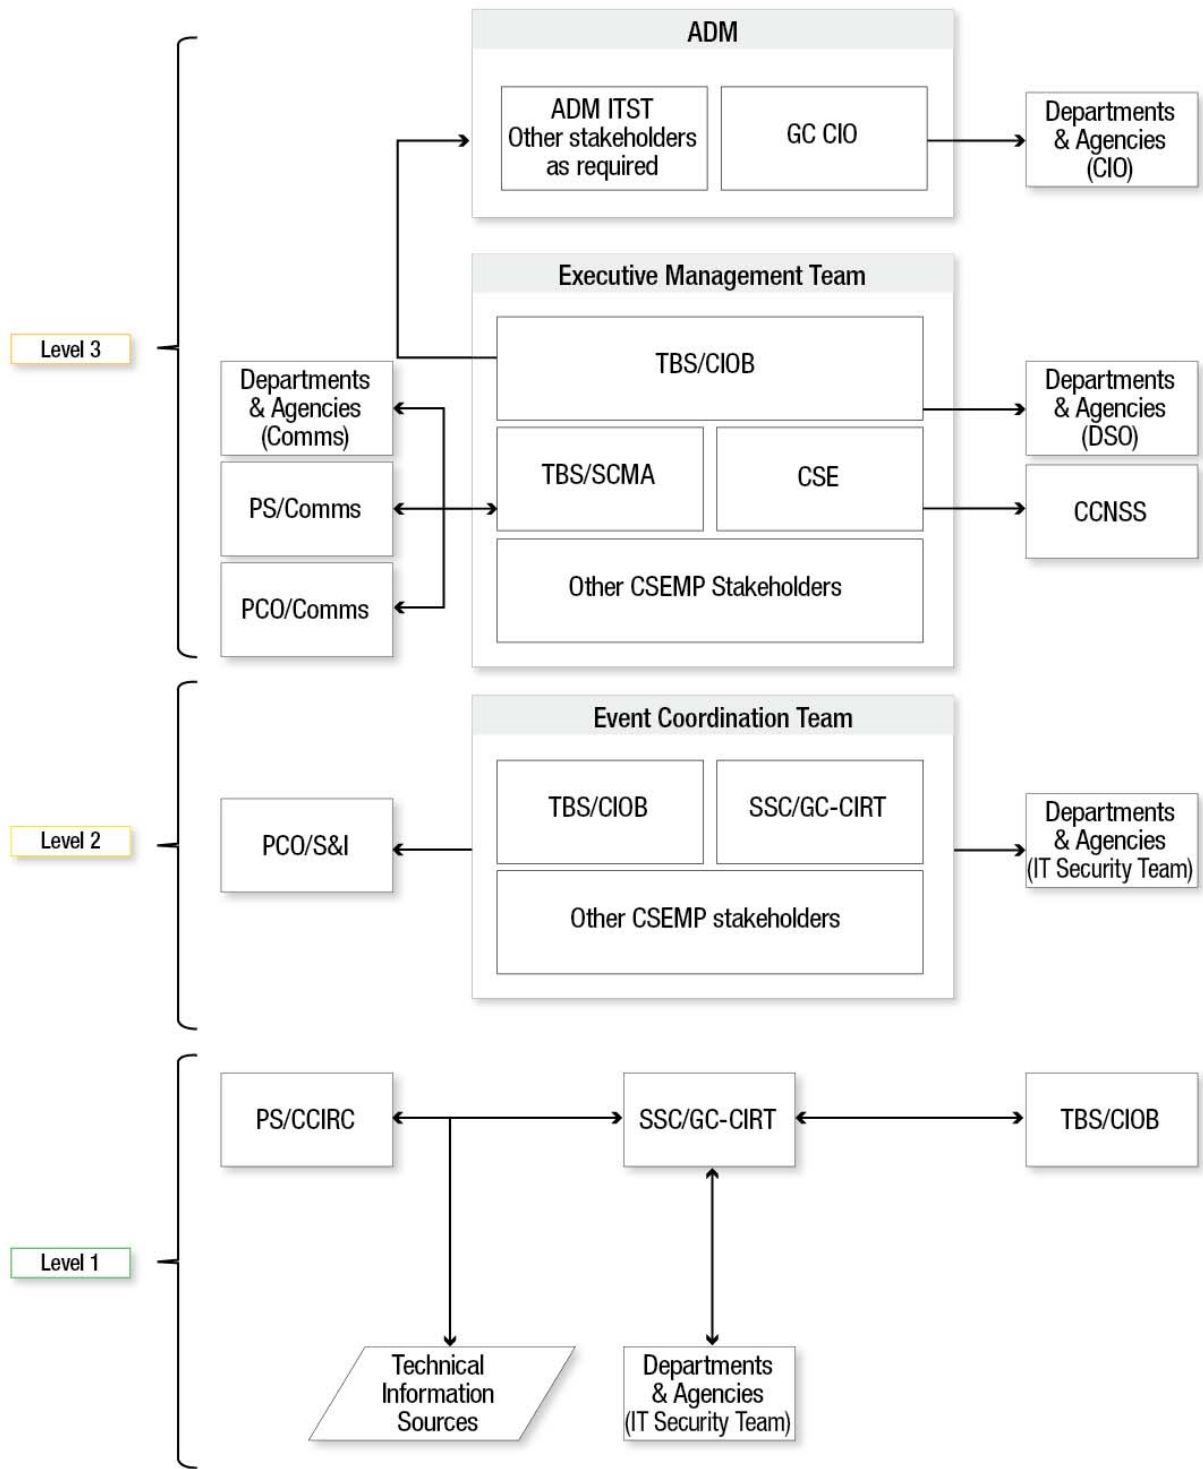 ADM
ADM ITST
Other stakeholders
as required
GC CIO
Departments
& Agencies
(CIO)
Executive Management Team
Level 3
TBS/CIOB
Departments
& Agencies
(Comms)
Departments
& Agencies
(DSO)
TBS/SCMA
CSE
PS/Comms
CCNSS
Other CSEMP Stakeholders
PCO/Comms
Event Coordination Team
Level 2
TBS/CIOB
SSC/GC-CIRT
PCO/S&I
Departments
& Agencies
(IT Security Team)
Other CSEMP stakeholders
PS/CCIRC
SSC/GC-CIRT
TBS/CIOB
Level 1
Technical
Information
Sources
Departments
& Agencies
(IT Security Team)